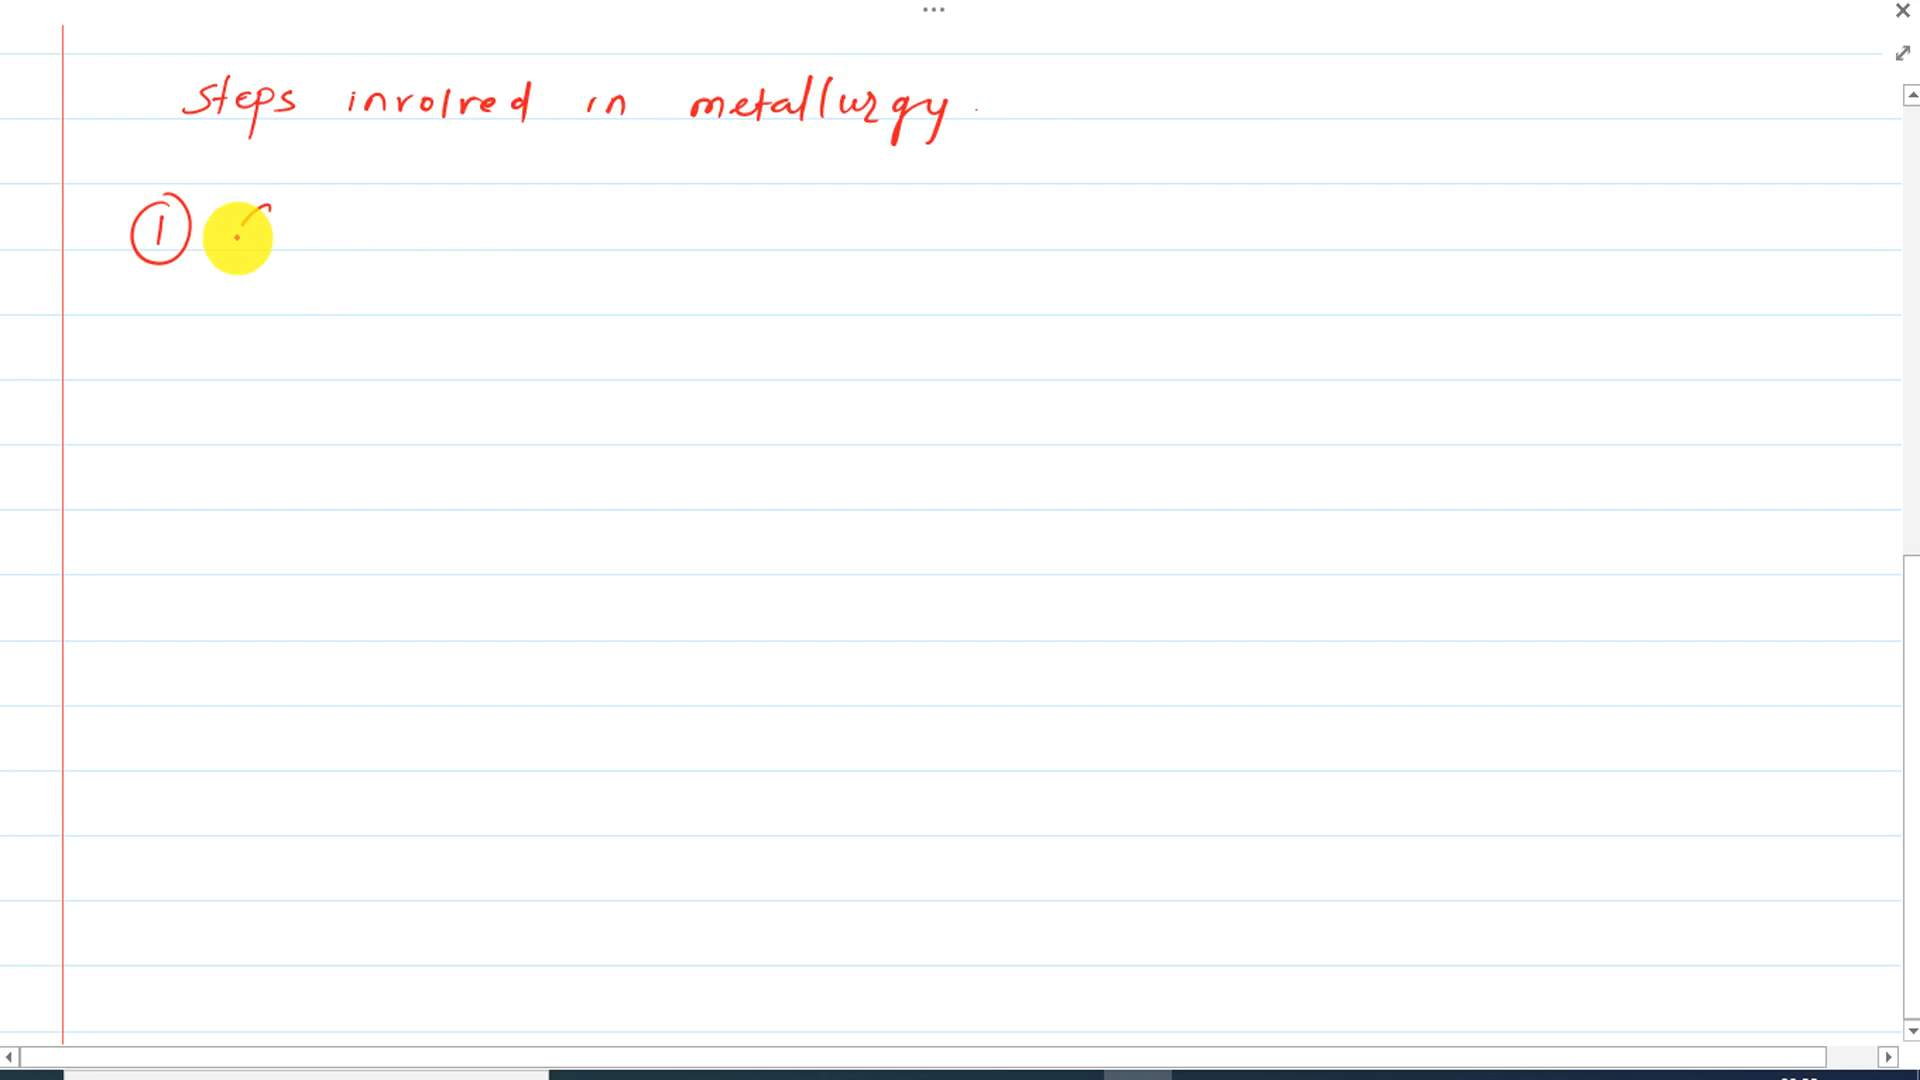 Steps involved in metallurgy.
①